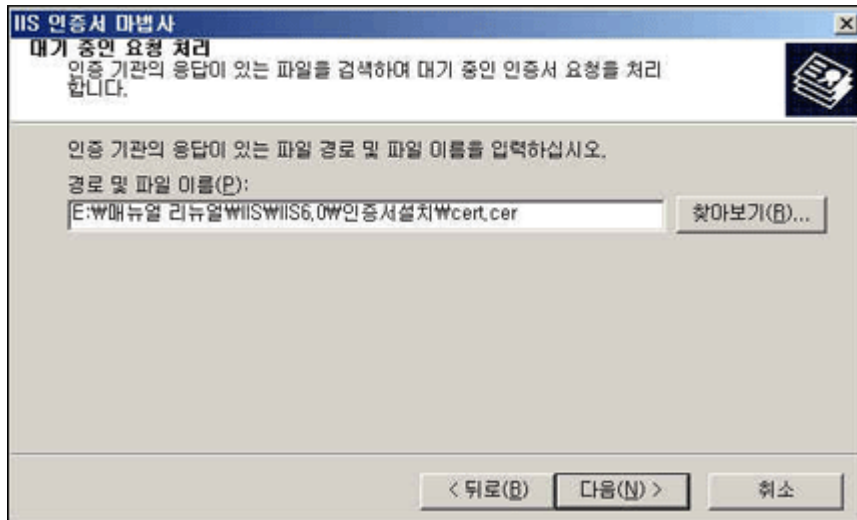 IIS 인증서 마법사
대기 중인 요청 처리
인증 기관의 응답이 있는 파일을 검색하여 대기 중인 인증서 요청을 처리
합니다.
인증 기관의 응답이 있는 파일 경로 및 파일 이름을 입력하십시오.
경로 및 파일 이름(P):
E:₩매뉴얼 리뉴얼₩IIS₩IIS6.0₩인증서설치₩cert.cer
찾아보기(R)...
< 뒤로(B)
다음(N) >
취소